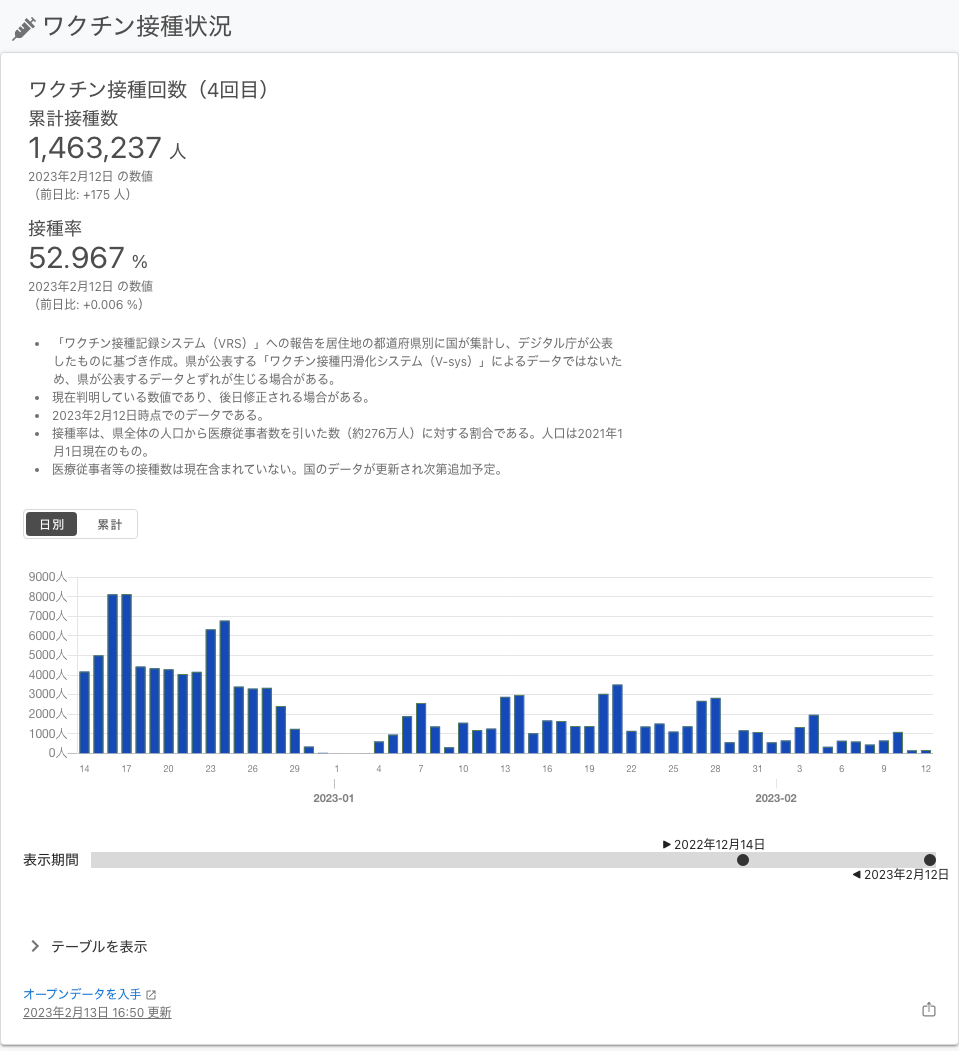 ワクチン接種状況
ワクチン接種回数（4回目）
累計接種数
1,463,237 人
2023年2月12日 の数値
（前日比: +175 人）
接種率
52.967 %
2023年2月12日 の数値
（前日比: +0.006 %）
• 「ワクチン接種記録システム（VRS）」への報告を居住地の都道府県別に国が集計し、デジタル庁が公表
したものに基づき作成。県が公表する「ワクチン接種円滑化システム（V-sys）」によるデータではないた
め、県が公表するデータとずれが生じる場合がある。
• 現在判明している数値であり、後日修正される場合がある。
• 2023年2月12日時点でのデータである。
• 接種率は、県全体の人口から医療従事者数を引いた数（約276万人）に対する割合である。人口は2021年1
月1日現在のもの。
• 医療従事者等の接種数は現在含まれていない。国のデータが更新され次第追加予定。
日別 累計
9000人
8000人
7000人
6000人
5000人
4000人
3000人
2000人
1000人
0人
14 17 20 23 26 29 1 4 7 10 13 16 19 22 25 28 31 3 6 9 12
2023-01 2023-02
▶ 2022年12月14日
表示期間
◀ 2023年2月12日
テーブルを表示
オープンデータを入手
2023年2月13日 16:50 更新